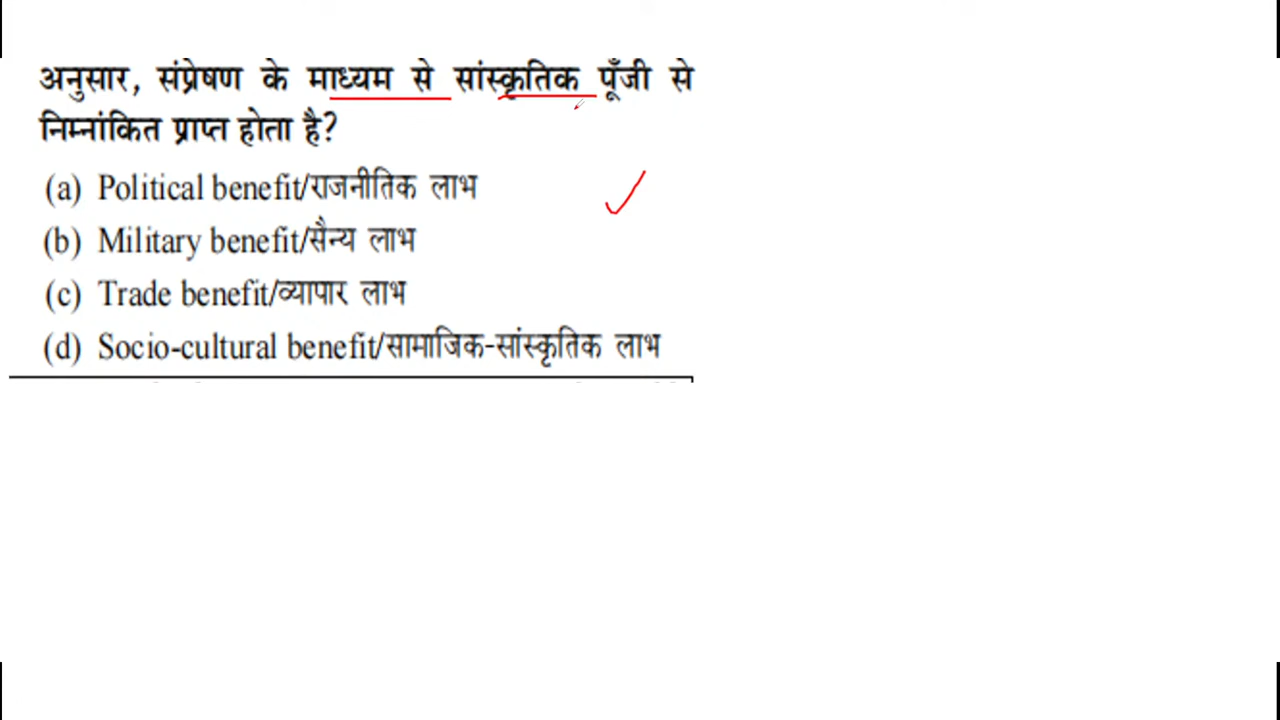 अनुसार, संप्रेषण के माध्यम से सांस्कृतिक पूँजी से
निम्नांकित प्राप्त होता है?
(a) Political benefit/राजनीतिक लाभ
(b) Military benefit/सैन्य लाभ
(c) Trade benefit/व्यापार लाभ
(d) Socio-cultural benefit/सामाजिक-सांस्कृतिक लाभ